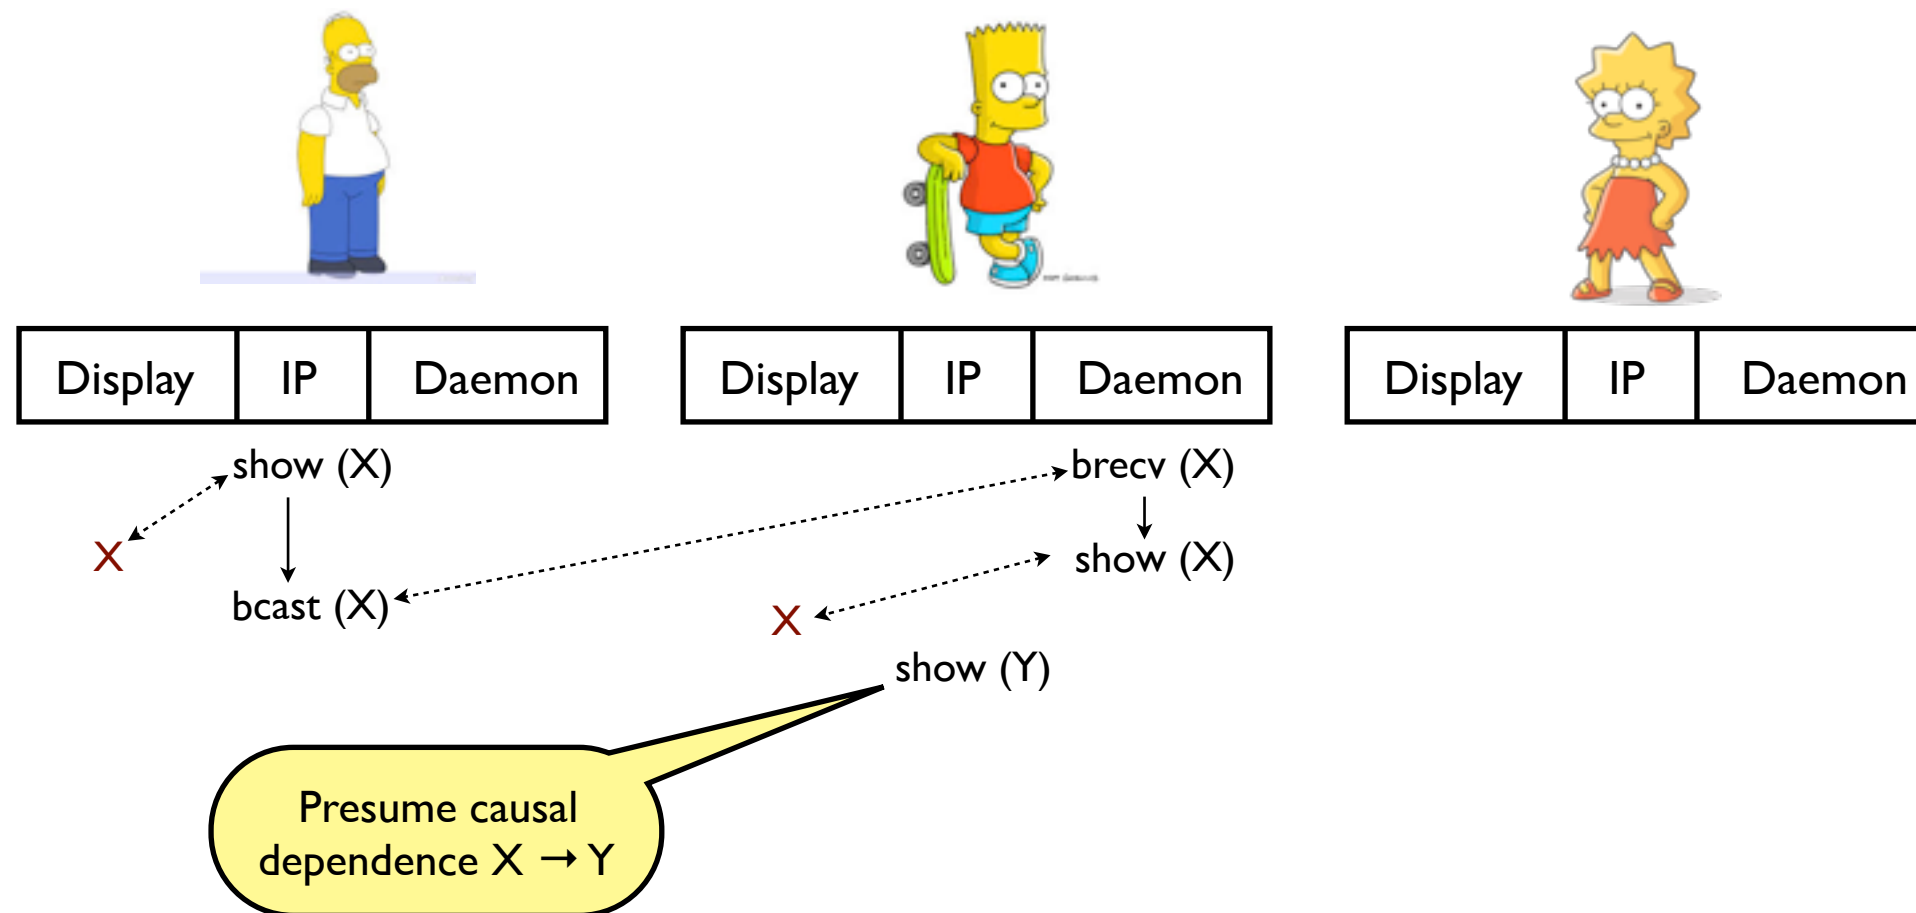 Display IP Daemon
Display IP Daemon
Display IP Daemon
show (X)
X
bcast (X)
brecv (X)
show (X)
X
show (Y)
Presume causal
dependence X → Y